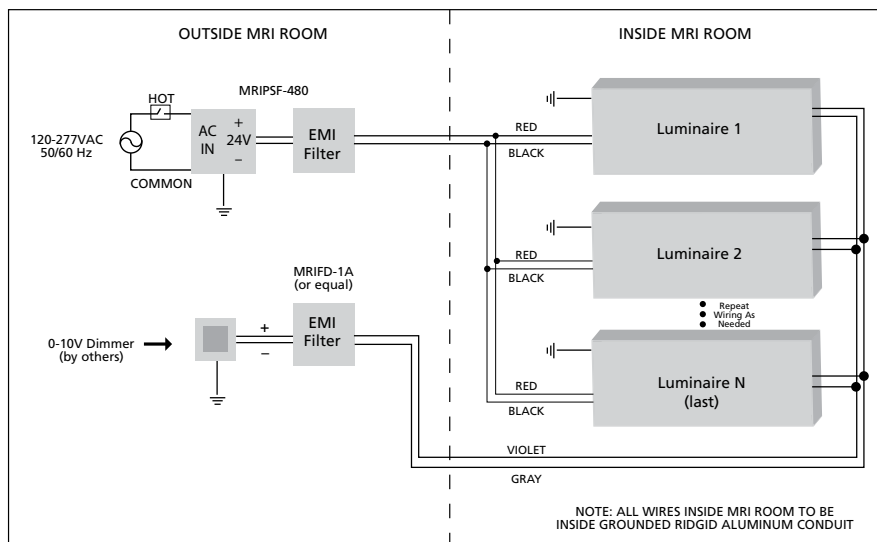 OUTSIDE MRI ROOM
INSIDE MRI ROOM
MRIPSF-480
HOT
120-277VAC
50/60 Hz
COMMON
AC
IN
+
24V
–
EMI
Filter
RED
BLACK
Luminaire 1
RED
BLACK
Luminaire 2
Repeat
Wiring As
Needed
MRIFD-1A
(or equal)
0-10V Dimmer
(by others)
+
–
EMI
Filter
RED
BLACK
Luminaire N
(last)
VIOLET
GRAY
NOTE: ALL WIRES INSIDE MRI ROOM TO BE
INSIDE GROUNDED RIDGID ALUMINUM CONDUIT